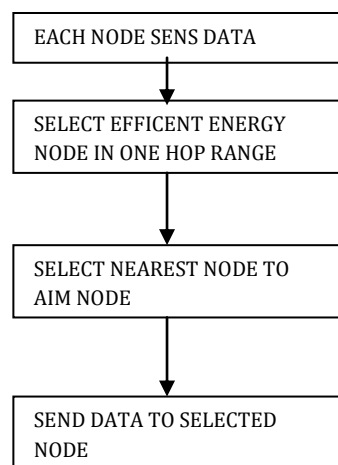 EACH NODE SENS DATA
SELECT EFFICENT ENERGY
NODE IN ONE HOP RANGE
SELECT NEAREST NODE TO
AIM NODE
SEND DATA TO SELECTED
NODE